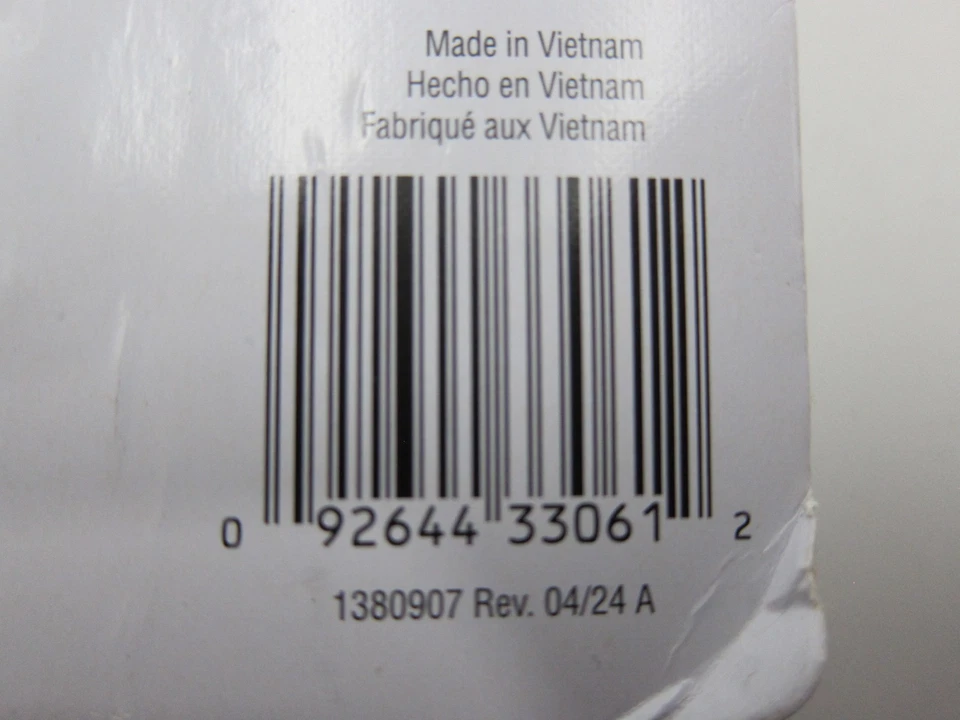 Made in Vietnam
Hecho en Vietnam
Fabriqué aux Vietnam
0 92644 33061 2
1380907 Rev. 04/24 A